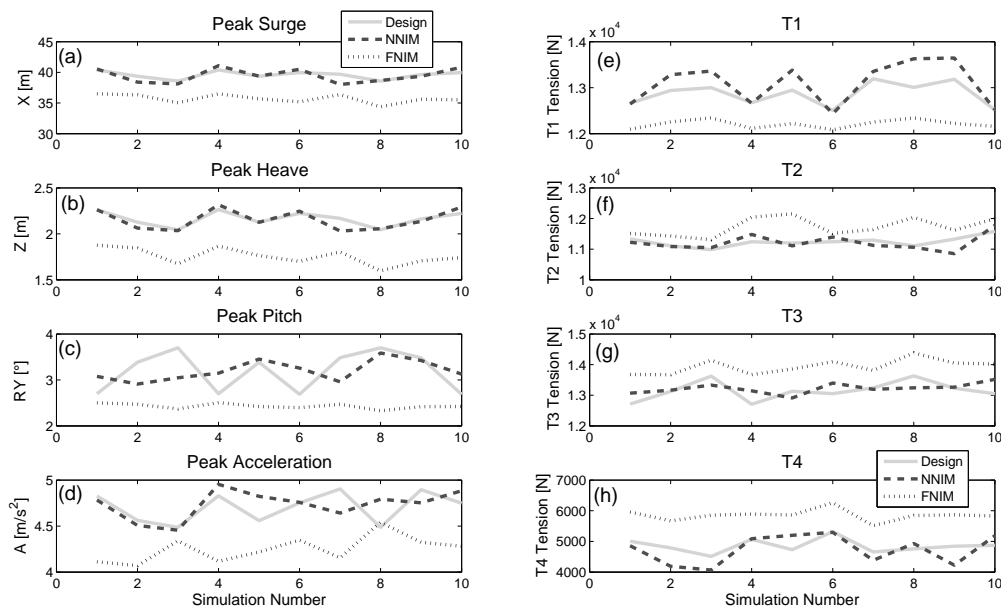 Peak Surge
(a)
X [m]
45
40
35
30
0
2
4
6
8
10
Design
NNIM
FNIM
Peak Heave
(b)
Z [m]
2.5
2
1.5
0
2
4
6
8
10
Peak Pitch
(c)
RY [º]
4
3
2
0
2
4
6
8
10
Peak Acceleration
(d)
A [m/s²]
5
4.5
4
0
2
4
6
8
10
Simulation Number
T1
x 10⁴
(e)
T1 Tension [N]
1.4
1.3
1.2
0
2
4
6
8
10
T2
x 10⁴
(f)
T2 Tension [N]
1.3
1.2
1.1
1
0
2
4
6
8
10
T3
x 10⁴
(g)
T3 Tension [N]
1.5
1.4
1.3
1.2
0
2
4
6
8
10
T4
(h)
T4 Tension [N]
7000
6000
5000
4000
0
2
4
6
8
10
Design
NNIM
FNIM
Simulation Number